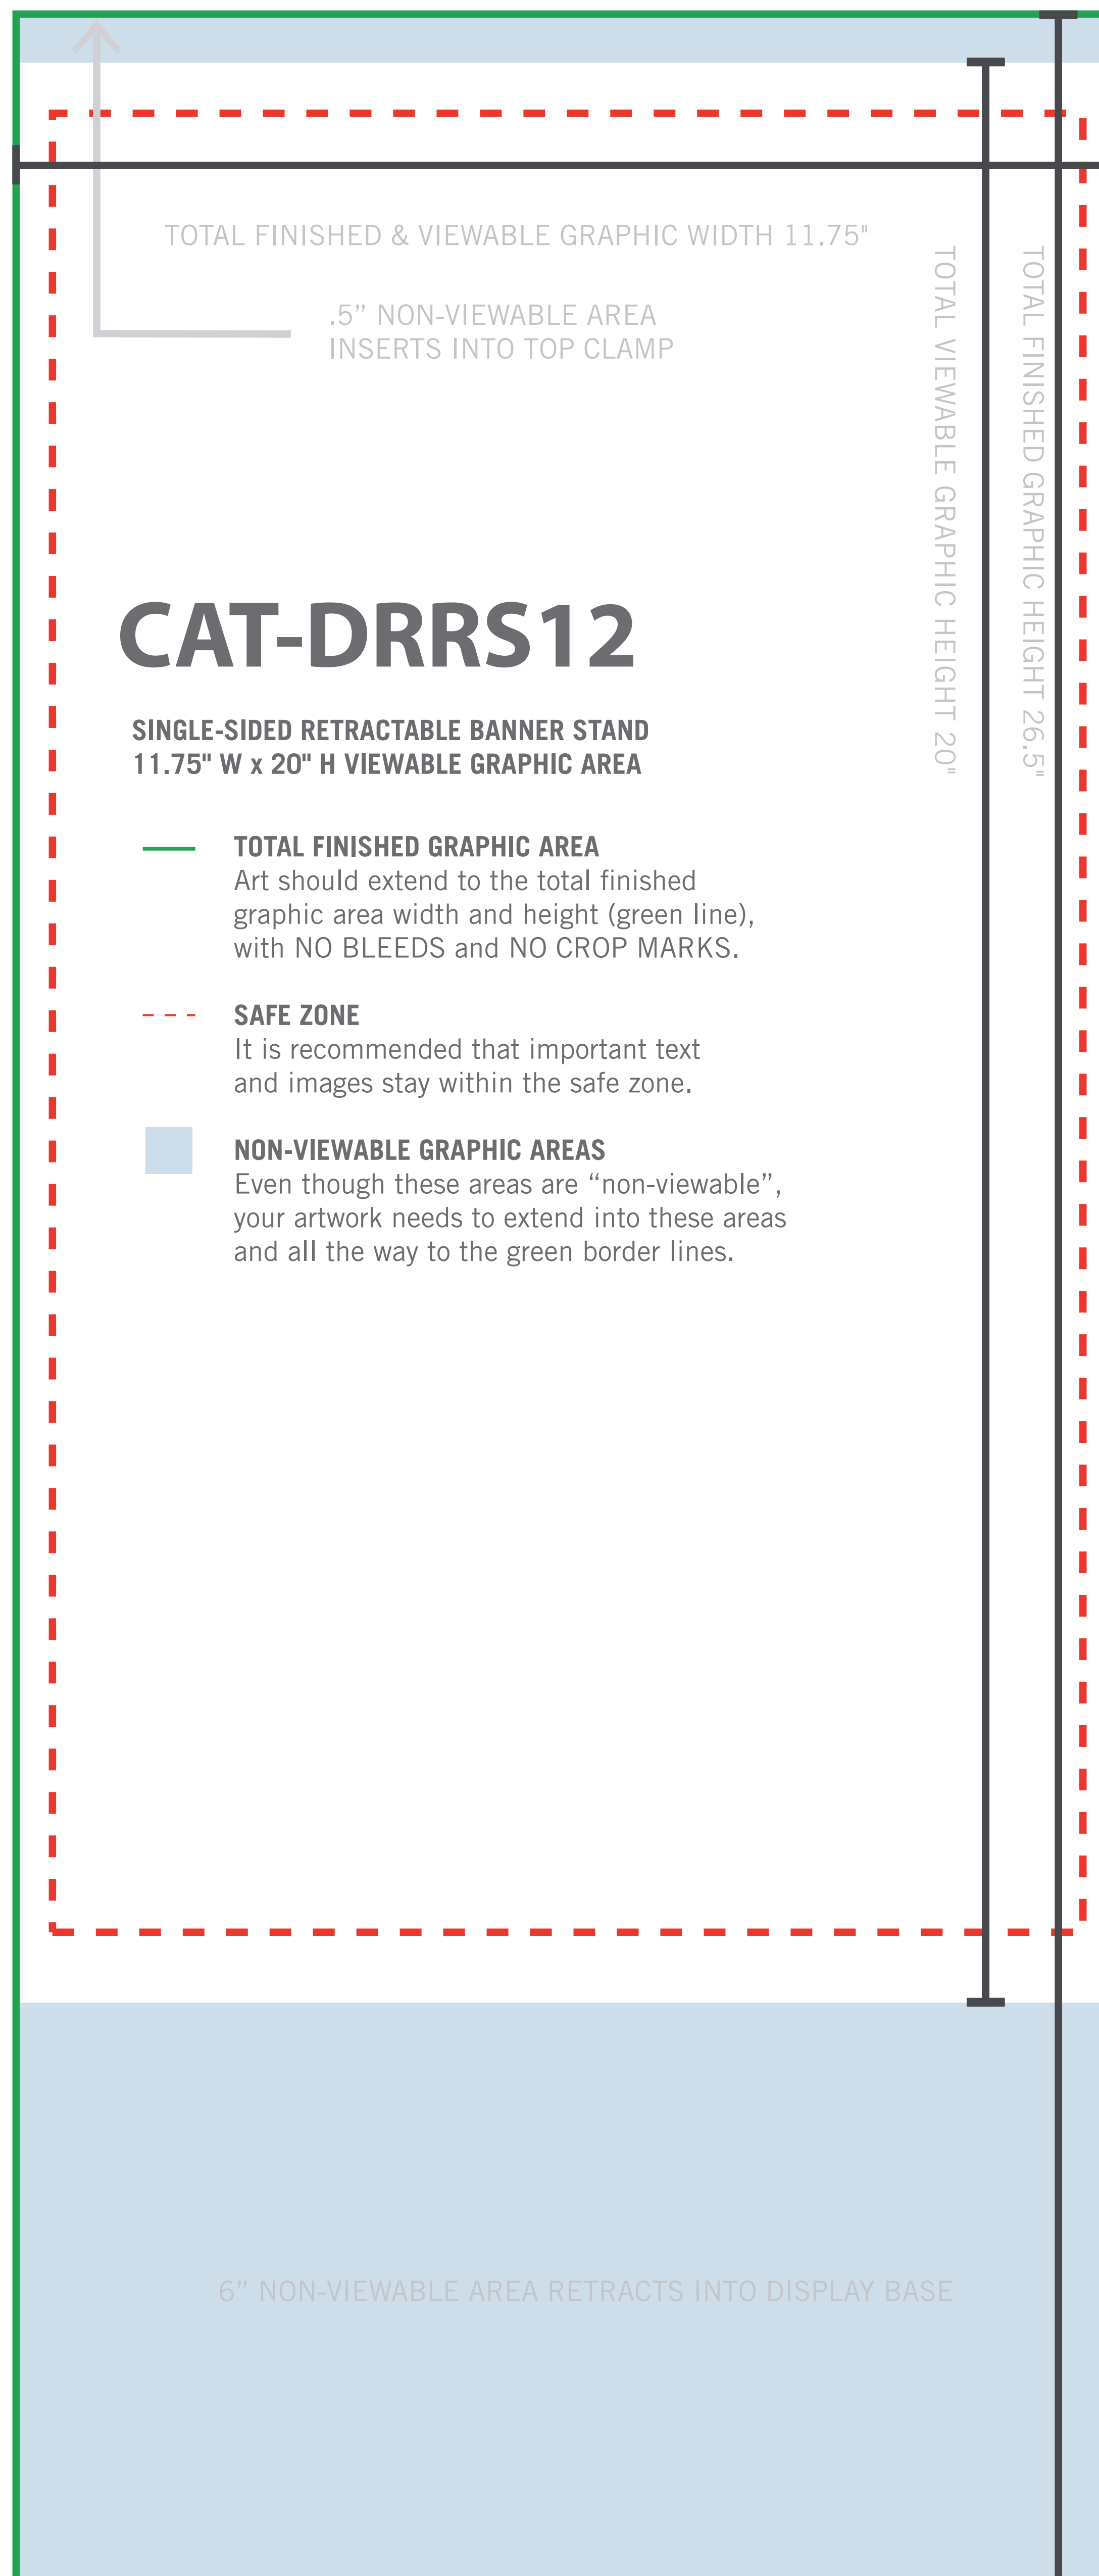 TOTAL FINISHED & VIEWABLE GRAPHIC WIDTH 11.75"
.5” NON-VIEWABLE AREA
INSERTS INTO TOP CLAMP
TOTAL VIEWABLE GRAPHIC HEIGHT 20"
TOTAL FINISHED GRAPHIC HEIGHT 26.5"
CAT-DRRS12
SINGLE-SIDED RETRACTABLE BANNER STAND
11.75" W x 20" H VIEWABLE GRAPHIC AREA
TOTAL FINISHED GRAPHIC AREA
Art should extend to the total finished
graphic area width and height (green line),
with NO BLEEDS and NO CROP MARKS.
SAFE ZONE
It is recommended that important text
and images stay within the safe zone.
NON-VIEWABLE GRAPHIC AREAS
Even though these areas are “non-viewable”,
your artwork needs to extend into these areas
and all the way to the green border lines.
6” NON-VIEWABLE AREA RETRACTS INTO DISPLAY BASE